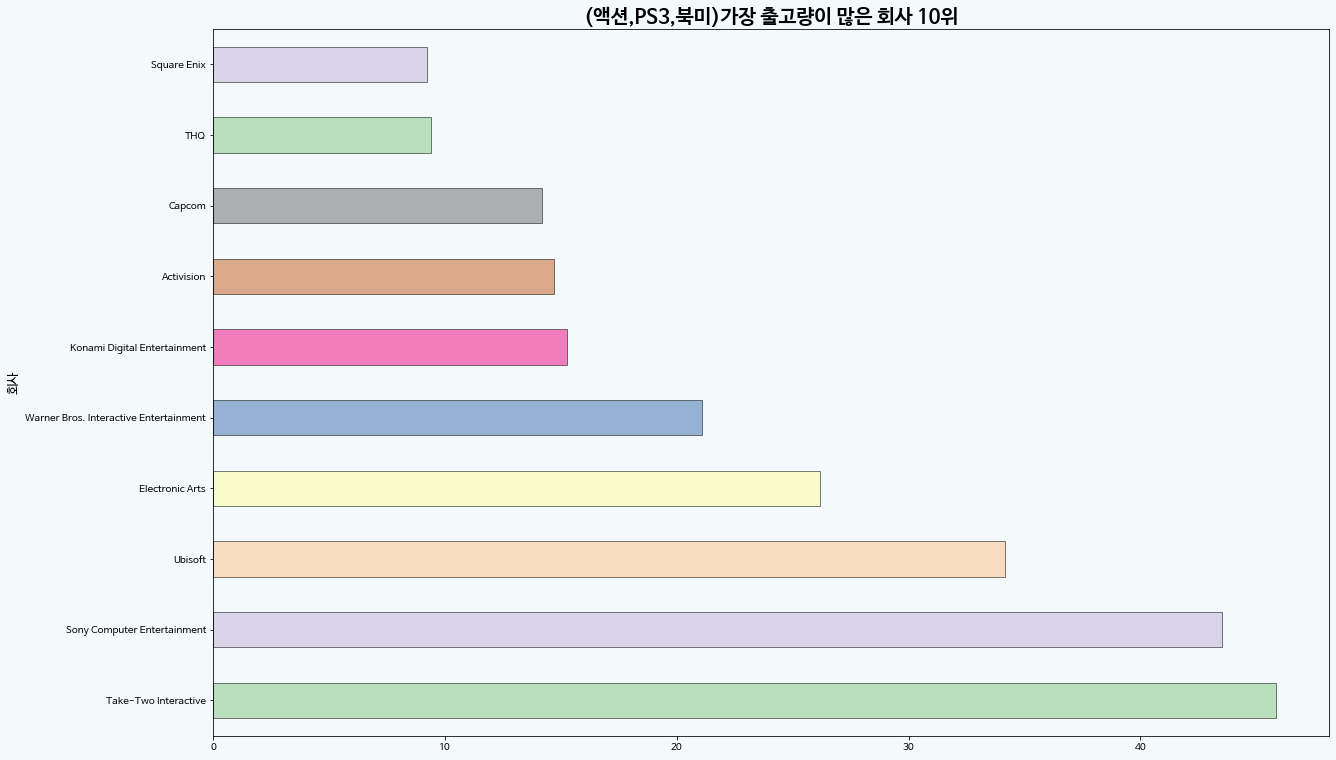 (액션,PS3,북미)가장 출고량이 많은 회사 10위
Square Enix
THQ
Capcom
Activision
Konami Digital Entertainment
회사
Warner Bros. Interactive Entertainment
Electronic Arts
Ubisoft
Sony Computer Entertainment
Take-Two Interactive
0 10 20 30 40